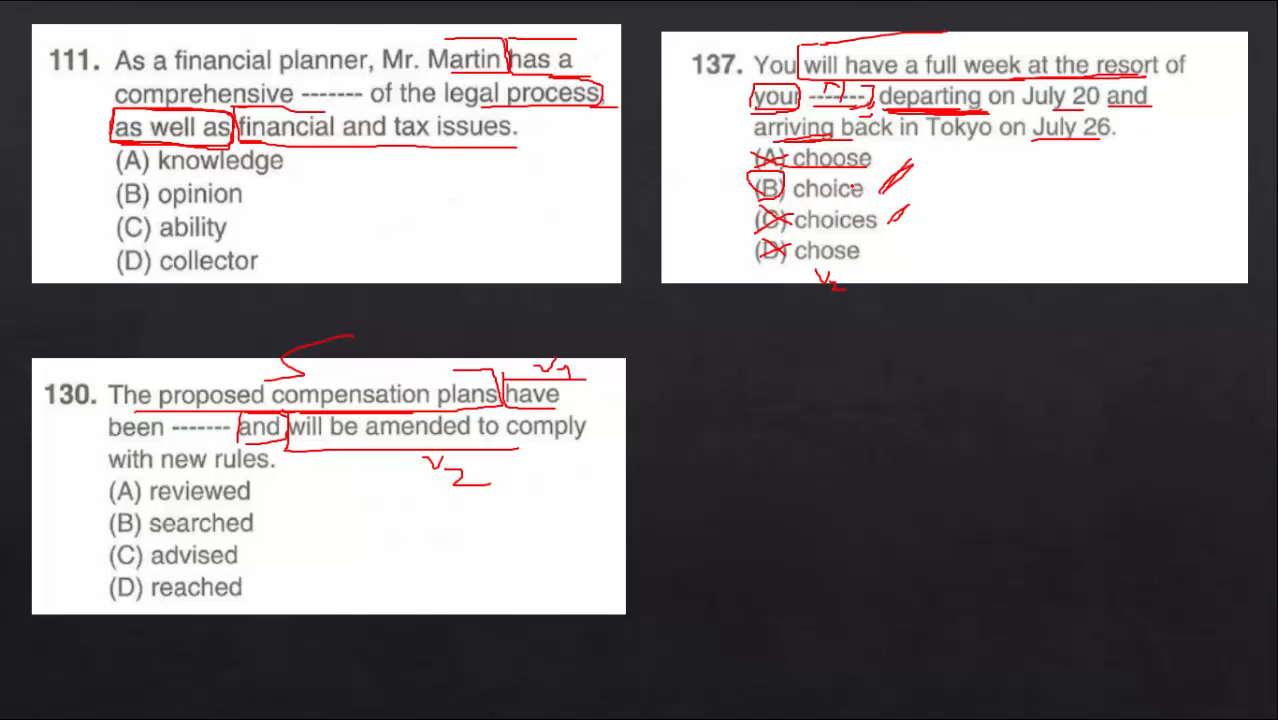 111. As a financial planner, Mr. Martin has a
comprehensive ------- of the legal process,
as well as financial and tax issues.
(A) knowledge
(B) opinion
(C) ability
(D) collector
137. You will have a full week at the resort of
your -------, departing on July 20 and
arriving back in Tokyo on July 26.
(A) choose
(B) choice
(C) choices
(D) chose
V2
130. The proposed compensation plans have
been ------- and will be amended to comply
with new rules.
(A) reviewed
(B) searched
(C) advised
(D) reached
V1
V2